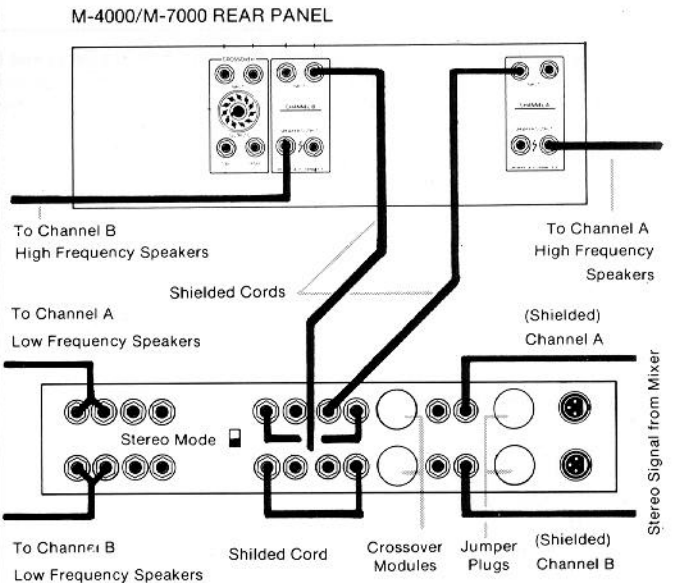 M-4000/M-7000 REAR PANEL
CROSSOVER
CHANNEL B
CHANNEL A
To Channel B
High Frequency Speakers
To Channel A
High Frequency
Speakers
Shielded Cords
To Channel A
Low Frequency Speakers
(Shielded)
Channel A
Stereo Mode
Stereo Signal from Mixer
To Channel B
Low Frequency Speakers
Shilded Cord
Crossover
Modules
Jumper
Plugs
(Shielded)
Channel B